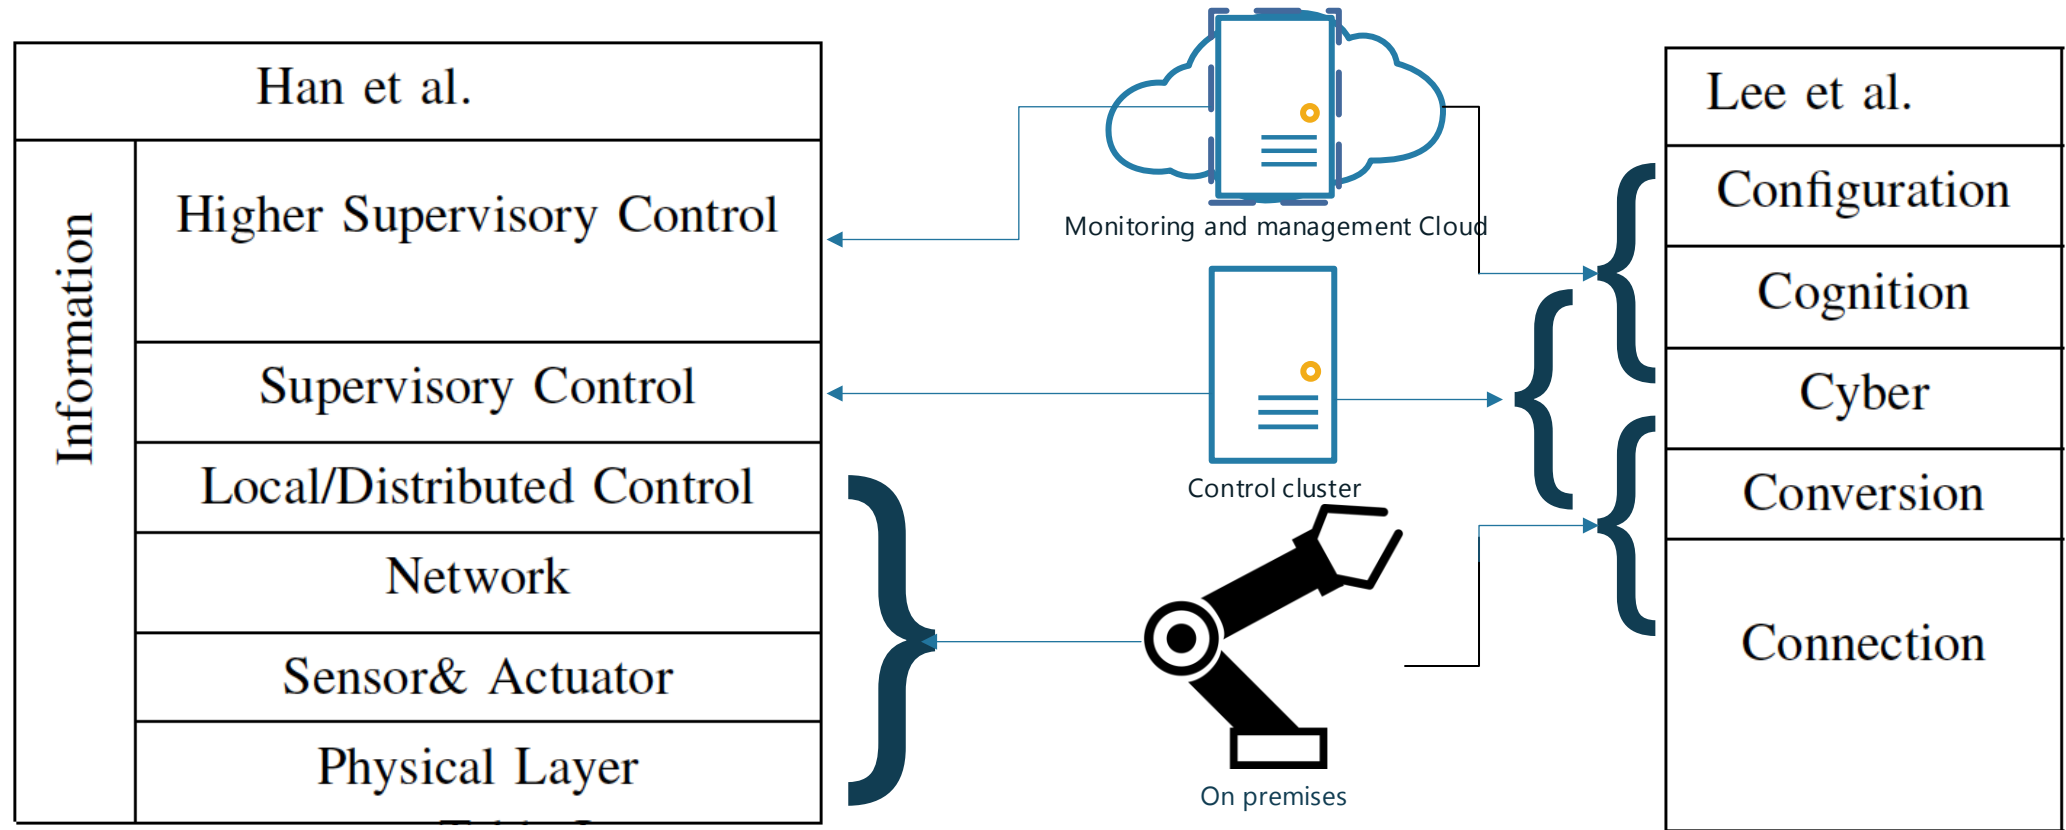 Han et al.
Information
Higher Supervisory Control
Supervisory Control
Local/Distributed Control
Network
Sensor& Actuator
Physical Layer
Monitoring and management Cloud
Control cluster
On premises
Lee et al.
Configuration
Cognition
Cyber
Conversion
Connection